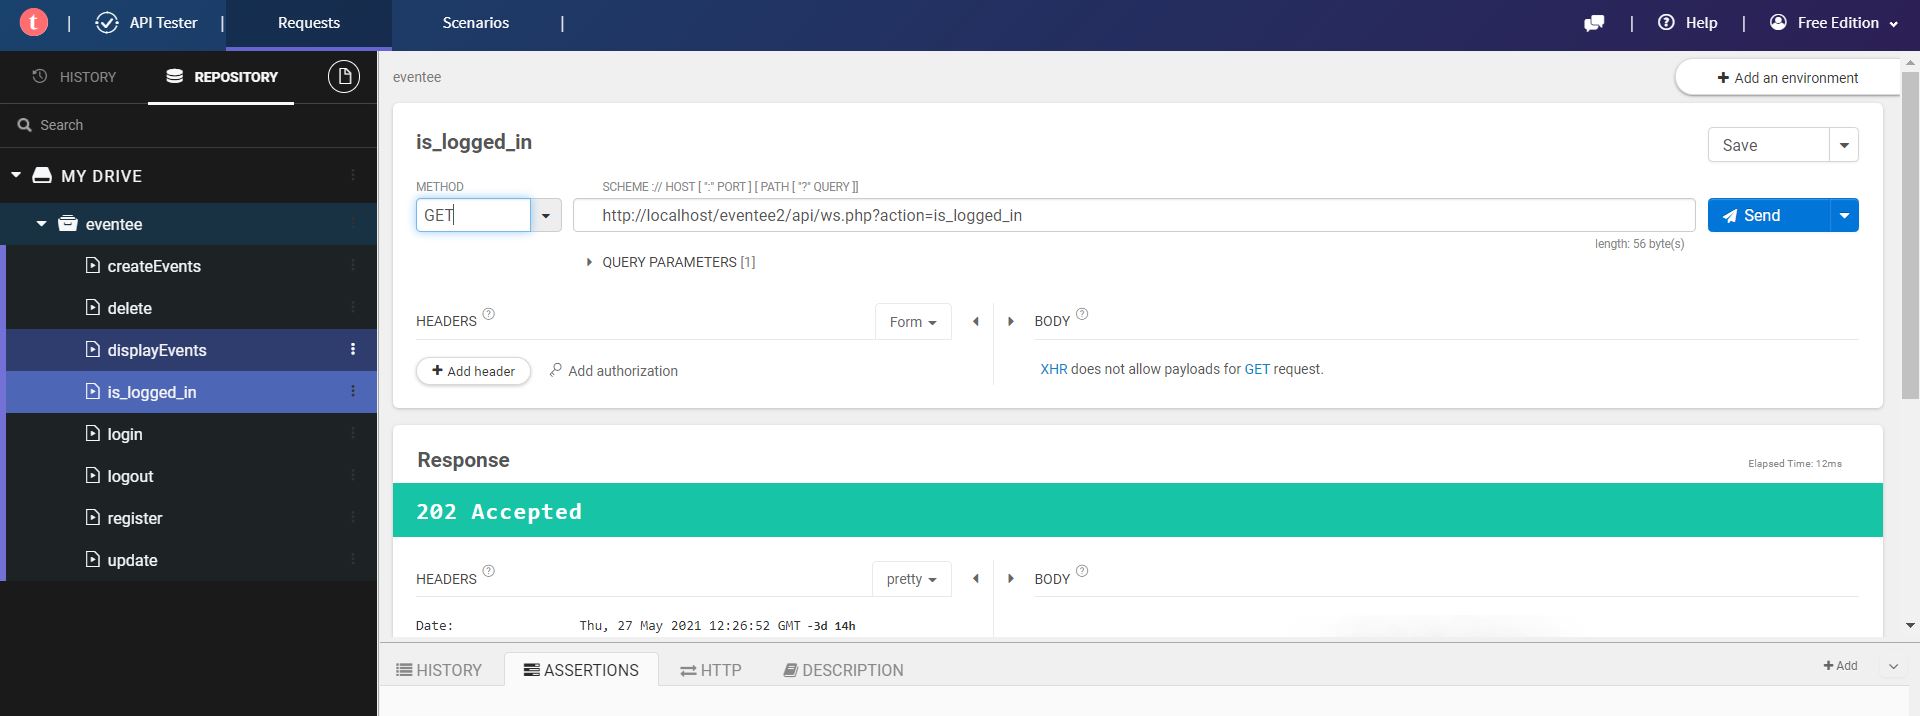 t | API Tester | Requests Scenarios | | Help | Free Edition
HISTORY REPOSITORY
Search
MY DRIVE
eventee
createEvents
delete
displayEvents
is_logged_in
login
logout
register
update
eventee
+ Add an environment
is_logged_in
Save
METHOD SCHEME :// HOST [ ":" PORT ] [ PATH [ "?" QUERY ]]
GET http://localhost/eventee2/api/ws.php?action=is_logged_in Send
length: 56 byte(s)
QUERY PARAMETERS [1]
HEADERS ? Form BODY ?
+ Add header Add authorization XHR does not allow payloads for GET request.
Response
Elapsed Time: 12ms
202 Accepted
HEADERS ? pretty BODY ?
Date: Thu, 27 May 2021 12:26:52 GMT -3d 14h
HISTORY ASSERTIONS HTTP DESCRIPTION + Add